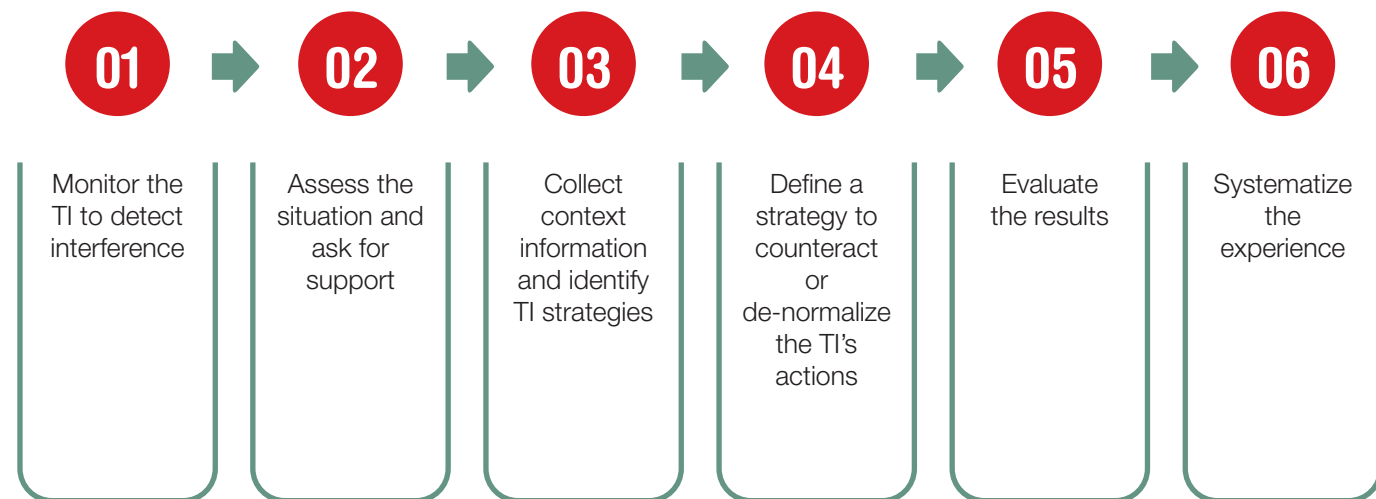 01
02
03
04
05
06
Monitor the
TI to detect
interference
Assess the
situation and
ask for
support
Collect
context
information
and identify
TI strategies
Define a
strategy to
counteract
or
de-normalize
the TI’s
actions
Evaluate
the results
Systematize
the
experience